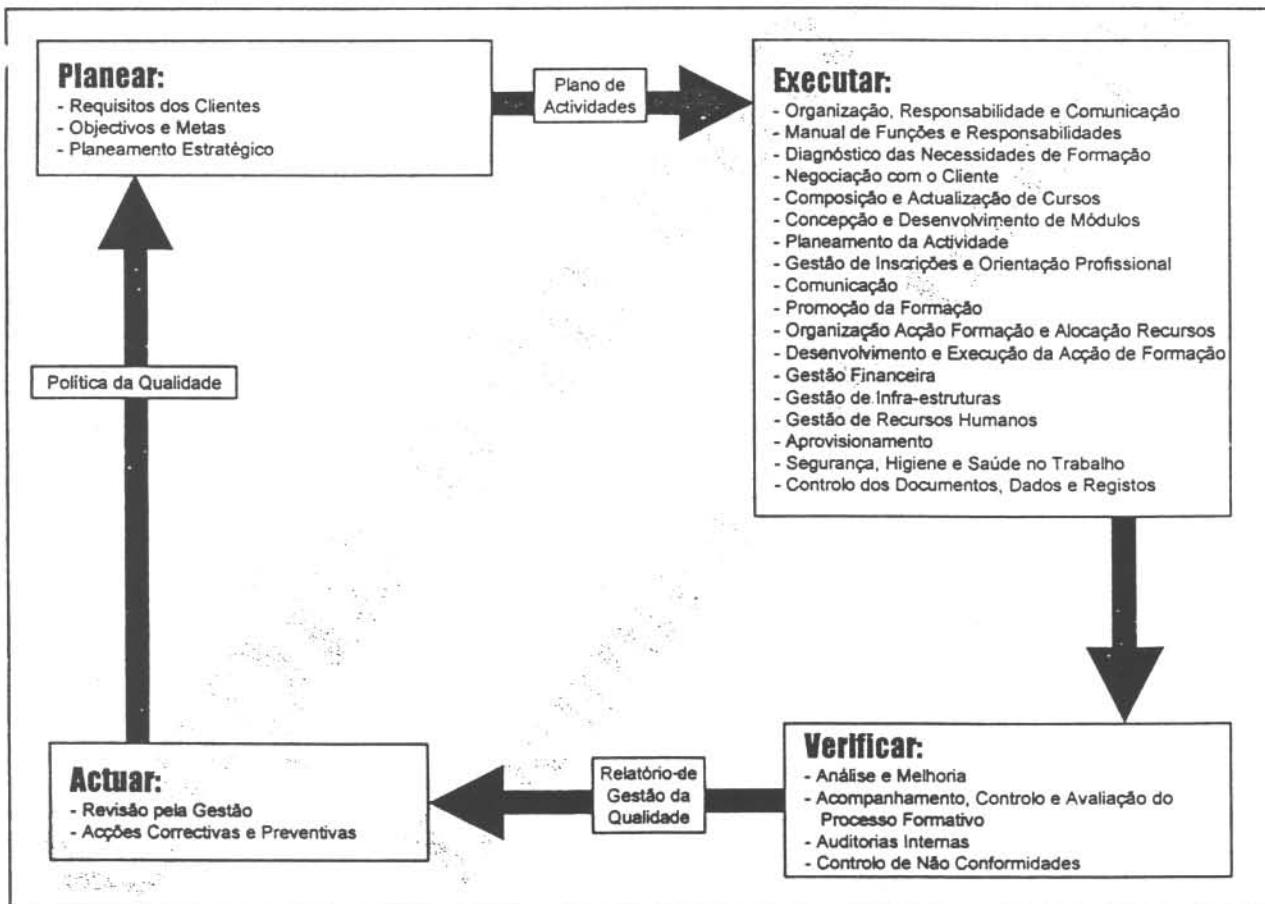 Planear:
- Requisitos dos Clientes
- Objectivos e Metas
- Planeamento Estratégico
Plano de
Actividades
Executar:
- Organização, Responsabilidade e Comunicação
- Manual de Funções e Responsabilidades
- Diagnóstico das Necessidades de Formação
- Negociação com o Cliente
- Composição e Actualização de Cursos
- Concepção e Desenvolvimento de Módulos
- Planeamento da Actividade
- Gestão de Inscrições e Orientação Profissional
- Comunicação
- Promoção da Formação
- Organização Acção Formação e Alocação Recursos
- Desenvolvimento e Execução da Acção de Formação
- Gestão Financeira
- Gestão de Infra-estruturas
- Gestão de Recursos Humanos
- Aprovisionamento
- Segurança, Higiene e Saúde no Trabalho
- Controlo dos Documentos, Dados e Registos
Política da Qualidade
Actuar:
- Revisão pela Gestão
- Acções Correctivas e Preventivas
Relatório de
Gestão da
Qualidade
Verificar:
- Análise e Melhoria
- Acompanhamento, Controlo e Avaliação do
Processo Formativo
- Auditorias Internas
- Controlo de Não Conformidades